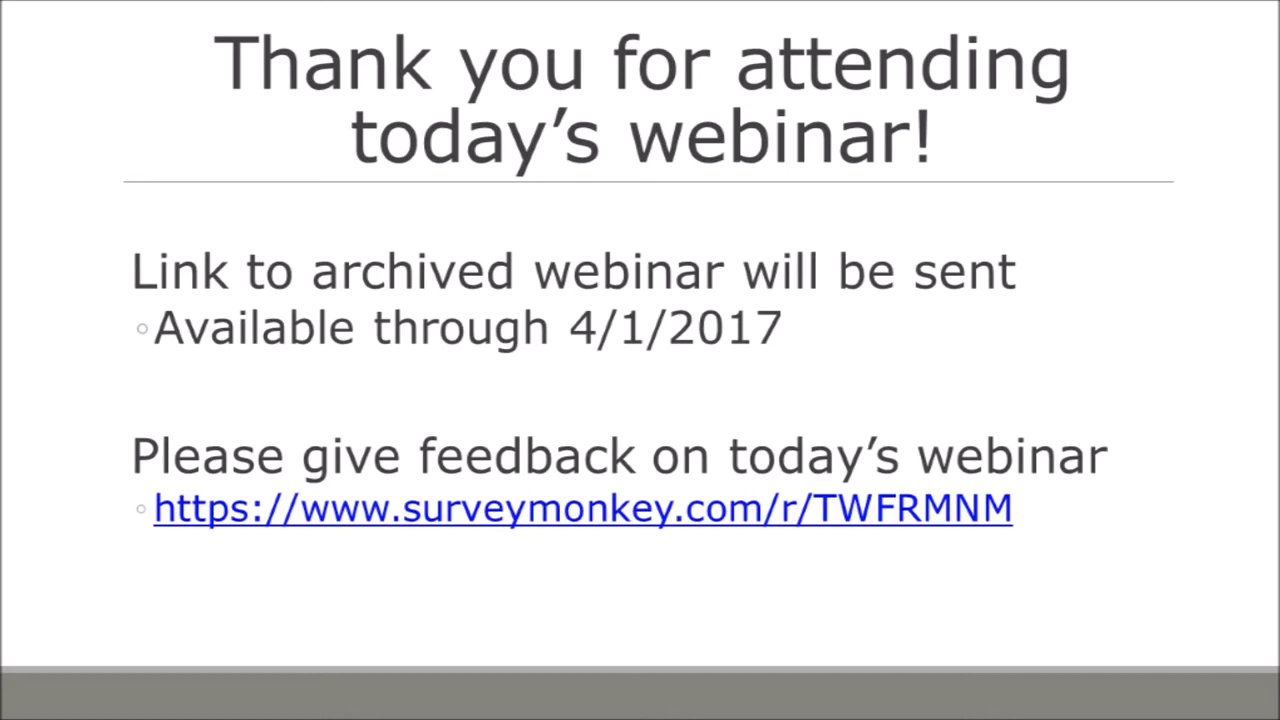 Thank you for attending
today’s webinar!
Link to archived webinar will be sent
◦Available through 4/1/2017
Please give feedback on today’s webinar
◦https://www.surveymonkey.com/r/TWFRMNM